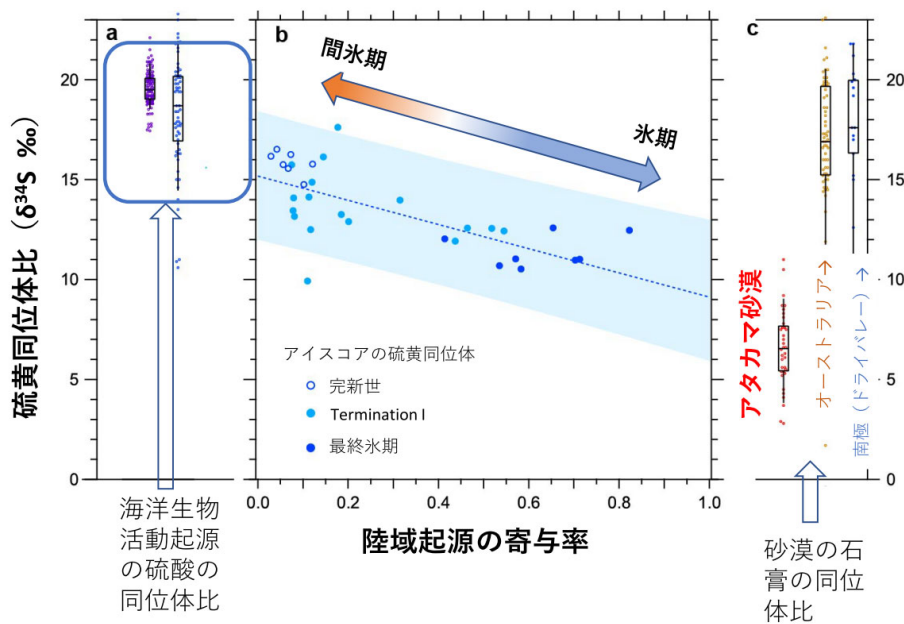 a
b
c
硫黄同位体比(δ³⁴S ‰)
20
15
10
5
0
間氷期
氷期
アイスコアの硫黄同位体
完新世
Termination I
最終氷期
0.0
0.2
0.4
0.6
0.8
1.0
陸域起源の寄与率
海洋生物
活動起源
の硫酸の
同位体比
アタカマ砂漠
オーストラリア→
南極(ドライバレー)→
20
15
10
5
0
砂漠の石
膏の同位
体比